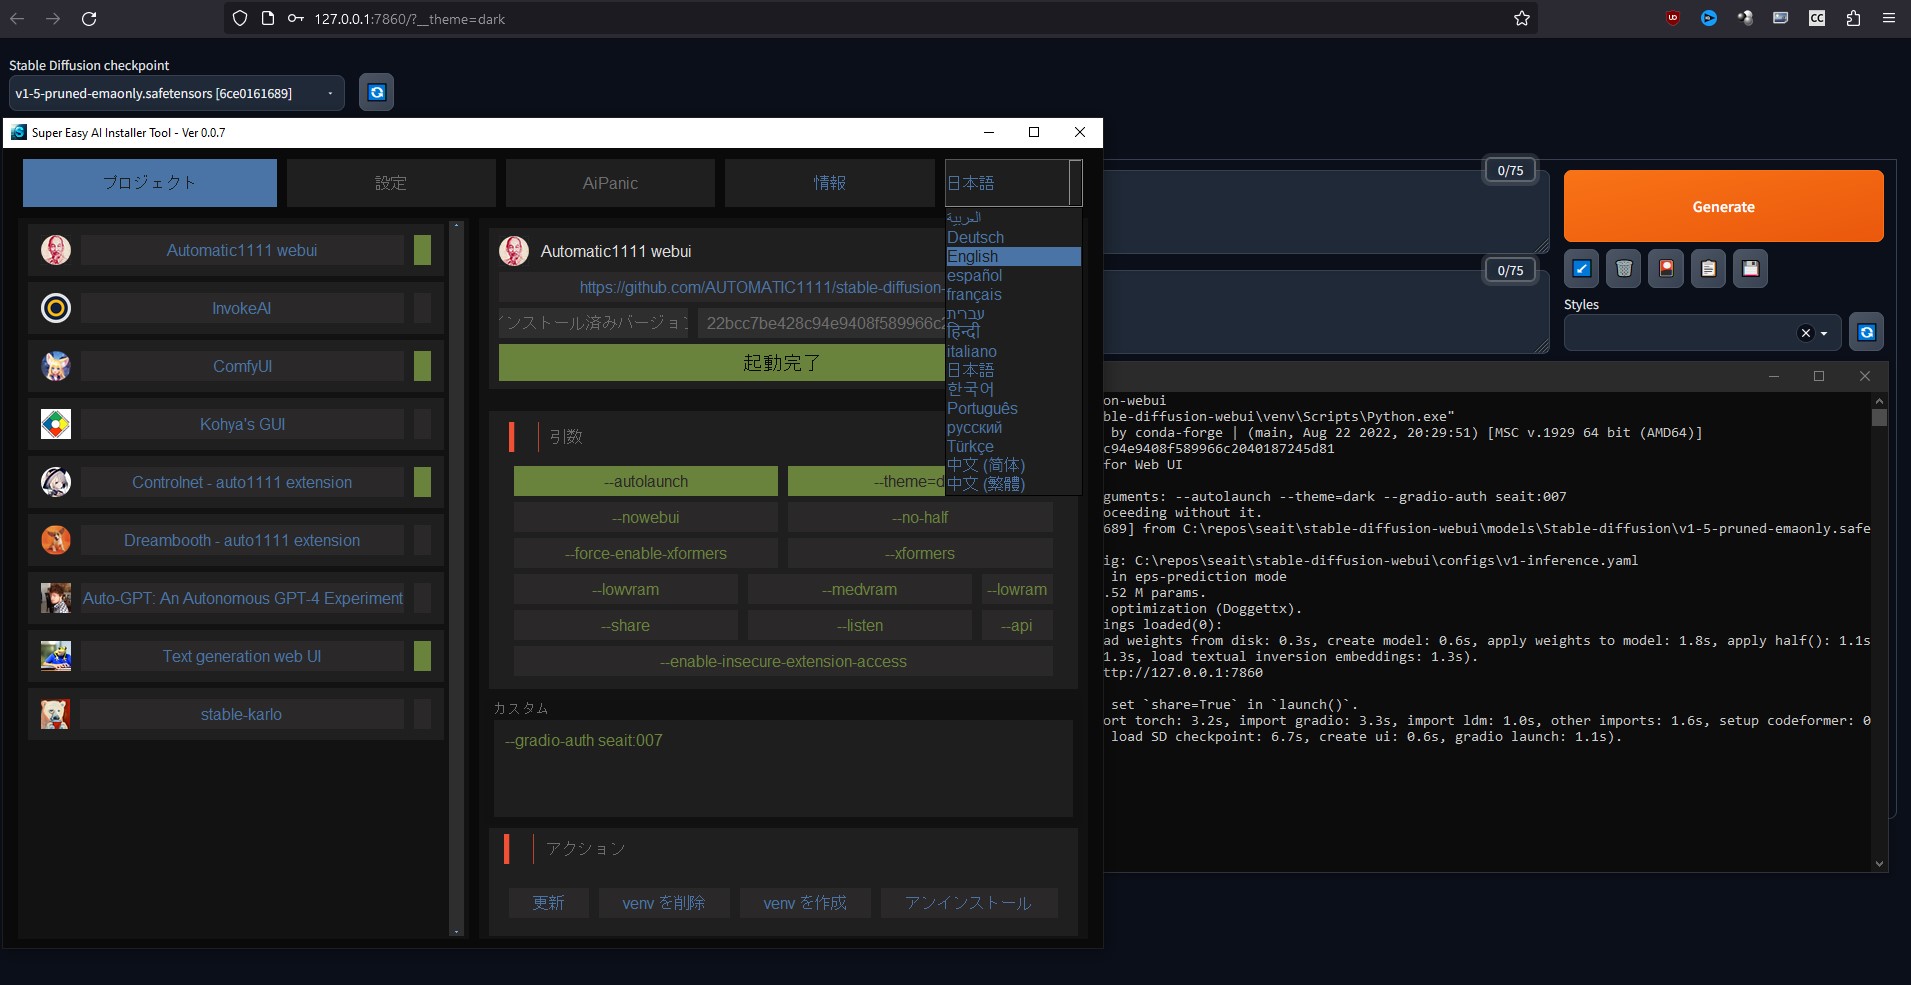 127.0.0.1:7860/?__theme=dark
Stable Diffusion checkpoint
v1-5-pruned-emaonly.safetensors [6ce0161689]
Super Easy AI Installer Tool - Ver 0.0.7
プロジェクト
設定
AiPanic
情報
日本語
العربية
Deutsch
English
español
français
עברית
हिन्दी
italiano
日本語
한국어
Português
русский
Türkçe
中文 (简体)
中文 (繁體)
Automatic1111 webui
InvokeAI
ComfyUI
Kohya's GUI
Controlnet - auto1111 extension
Dreambooth - auto1111 extension
Auto-GPT: An Autonomous GPT-4 Experiment
Text generation web UI
stable-karlo
Automatic1111 webui
https://github.com/AUTOMATIC1111/stable-diffusion-
インストール済みバージョン
22bcc7be428c94e9408f589966c2
起動完了
引数
--autolaunch
--theme=d
--nowebui
--no-half
--force-enable-xformers
--xformers
--lowvram
--medvram
--lowram
--share
--listen
--api
--enable-insecure-extension-access
カスタム
--gradio-auth seait:007
アクション
更新
venv を削除
venv を作成
アンインストール
0/75
0/75
Generate
Styles
on-webui
ble-diffusion-webui\venv\Scripts\Python.exe"
by conda-forge | (main, Aug 22 2022, 20:29:51) [MSC v.1929 64 bit (AMD64)]
c94e9408f589966c2040187245d81
for Web UI
guments: --autolaunch --theme=dark --gradio-auth seait:007
oceeding without it.
689] from C:\repos\seait\stable-diffusion-webui\models\Stable-diffusion\v1-5-pruned-emaonly.safe
ig: C:\repos\seait\stable-diffusion-webui\configs\v1-inference.yaml
in eps-prediction mode
.52 M params.
optimization (Doggettx).
ings loaded(0):
ad weights from disk: 0.3s, create model: 0.6s, apply weights to model: 1.8s, apply half(): 1.1s
1.3s, load textual inversion embeddings: 1.3s).
ttp://127.0.0.1:7860
set `share=True` in `launch()`.
ort torch: 3.2s, import gradio: 3.3s, import ldm: 1.0s, other imports: 1.6s, setup codeformer: 0
load SD checkpoint: 6.7s, create ui: 0.6s, gradio launch: 1.1s).